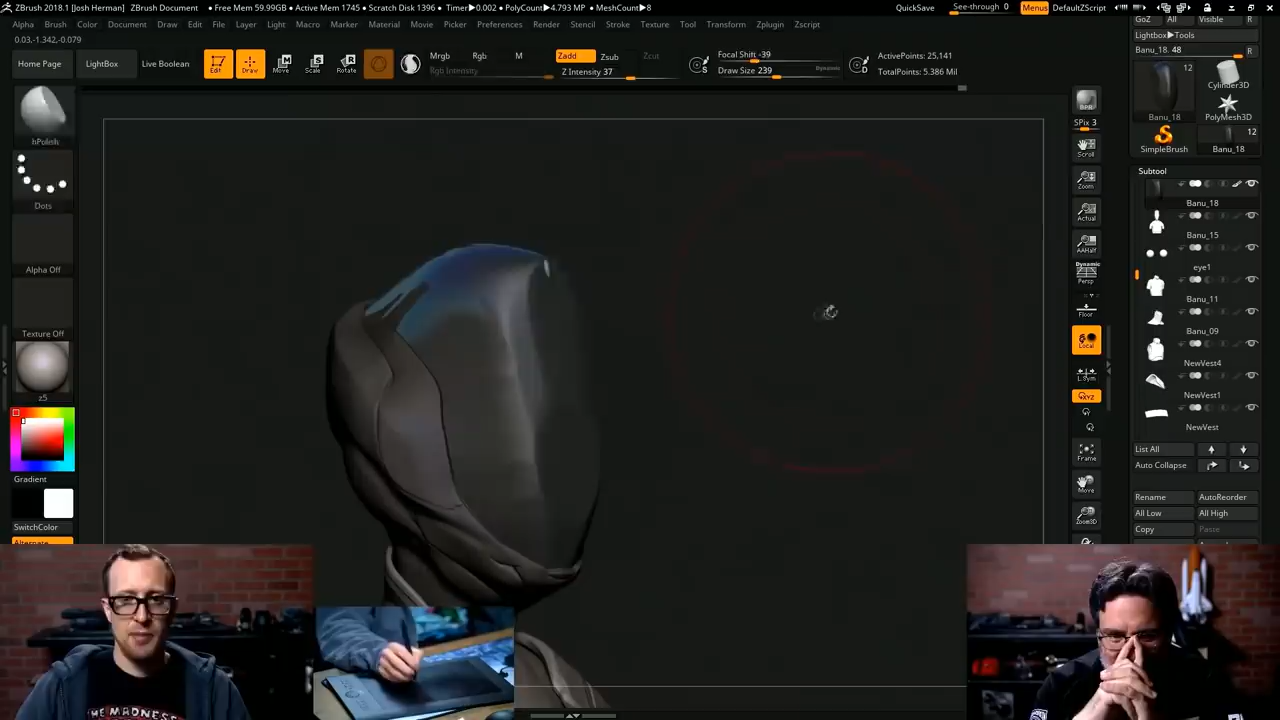 ZBrush 2018.1 [Josh Herman] ZBrush Document ● Free Mem 59.99GB ● Active Mem 1745 ● Scratch Disk 1396 ● Timer▶0.002 ● PolyCount▶4.793 MP ● MeshCount▶8
QuickSave See-through 0 Menus DefaultZScript
Alpha Brush Color Document Draw Edit File Layer Light Macro Marker Material Movie Picker Preferences Render Stencil Stroke Texture Tool Transform Zplugin Zscript
GoZ All Visible R
0.03,-1.342,-0.079
Lightbox▶Tools
Banu_18. 48 R
Home Page LightBox Live Boolean
Edit Draw Move Scale Rotate
Mrgb Rgb M
Rgb Intensity
Zadd Zsub Zcut
Z Intensity 37
S
Focal Shift -39
Draw Size 239 Dynamic
D
ActivePoints: 25,141
TotalPoints: 5.386 Mil
hPolish
Dots
Alpha Off
Texture Off
z5
Gradient
SwitchColor
Alternate
BPR
SPix 3
Scroll
Zoom
Actual
AAHalf
Dynamic
Persp
Floor
Local
L.Sym
XYZ
Frame
Move
Zoom3D
12
Cylinder3D
Banu_18 PolyMesh3D
12
SimpleBrush Banu_18
Subtool
Banu_18
Banu_15
eye1
Banu_11
Banu_09
NewVest4
NewVest1
NewVest
List All
Auto Collapse
Rename AutoReorder
All Low All High
Copy Paste
HE MADNES